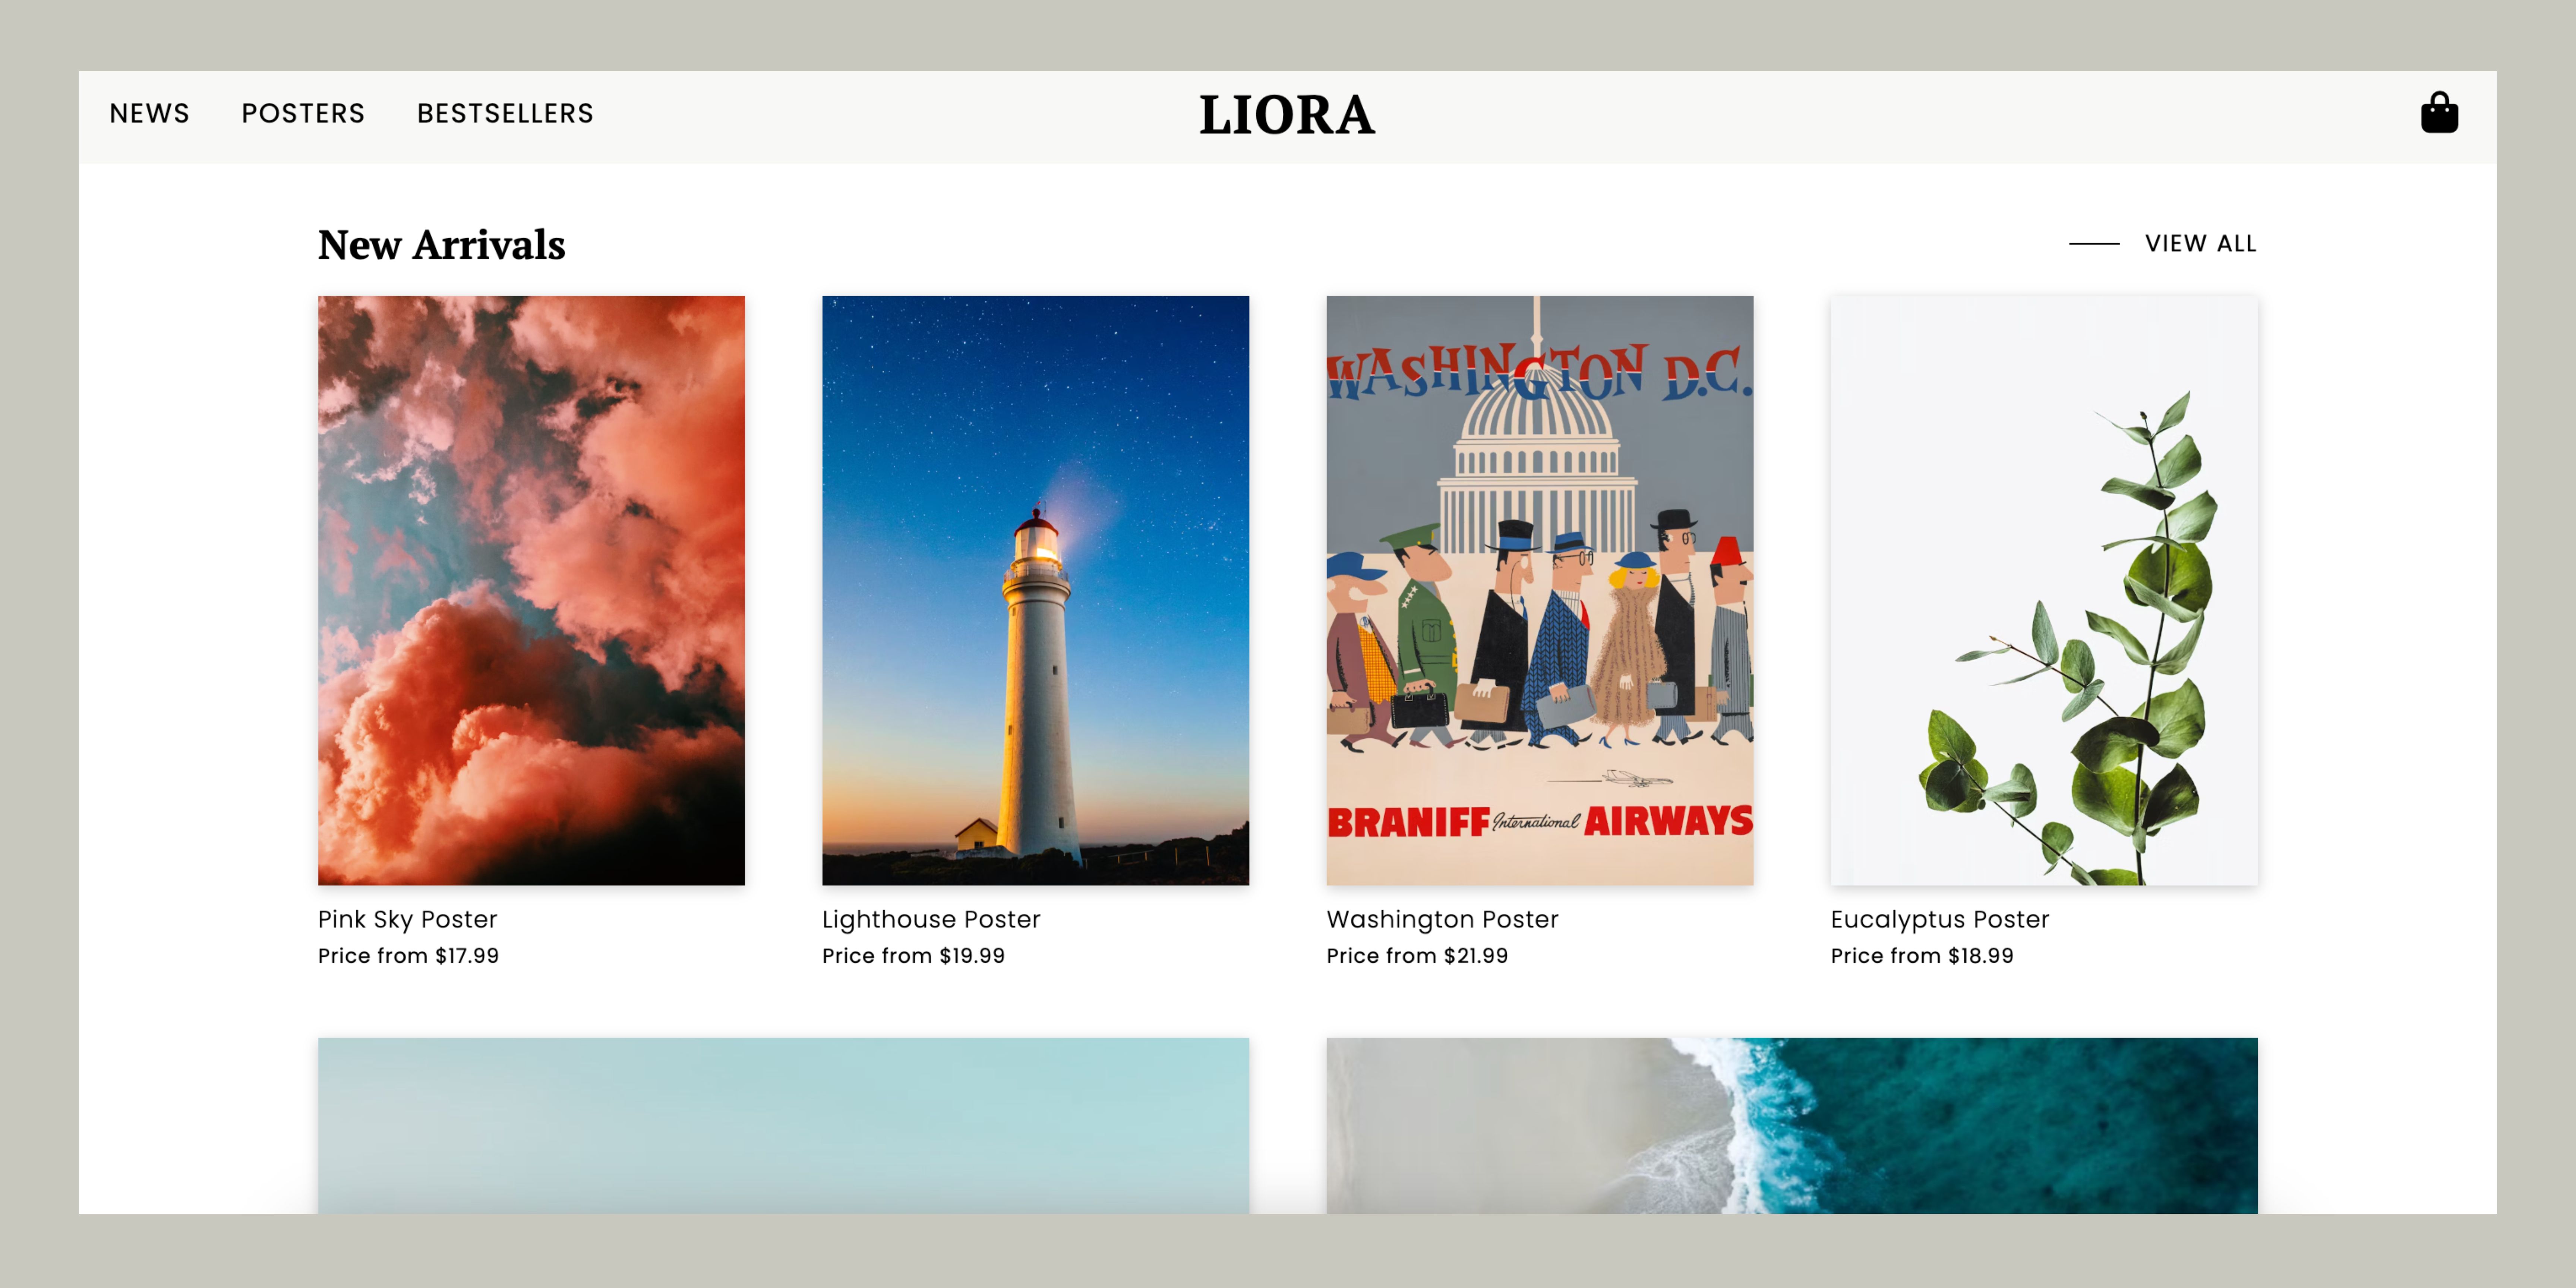 NEWS POSTERS BESTSELLERS LIORA
New Arrivals
VIEW ALL
WASHINGTON D.C.
BRANIFF International AIRWAYS
Pink Sky Poster
Price from $17.99
Lighthouse Poster
Price from $19.99
Washington Poster
Price from $21.99
Eucalyptus Poster
Price from $18.99